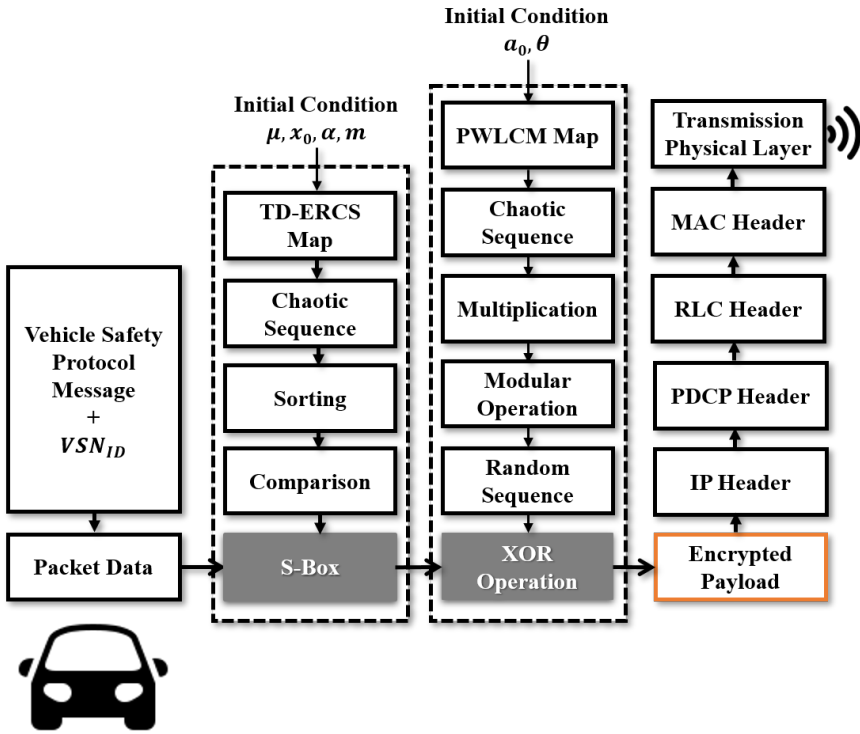 Vehicle Safety
Protocol
Message
+
VSN_ID
Packet Data
Initial Condition
μ, x₀, α, m
TD-ERCS
Map
Chaotic
Sequence
Sorting
Comparison
S-Box
Initial Condition
a₀, θ
PWLCM Map
Chaotic
Sequence
Multiplication
Modular
Operation
Random
Sequence
XOR
Operation
Transmission
Physical Layer
MAC Header
RLC Header
PDCP Header
IP Header
Encrypted
Payload